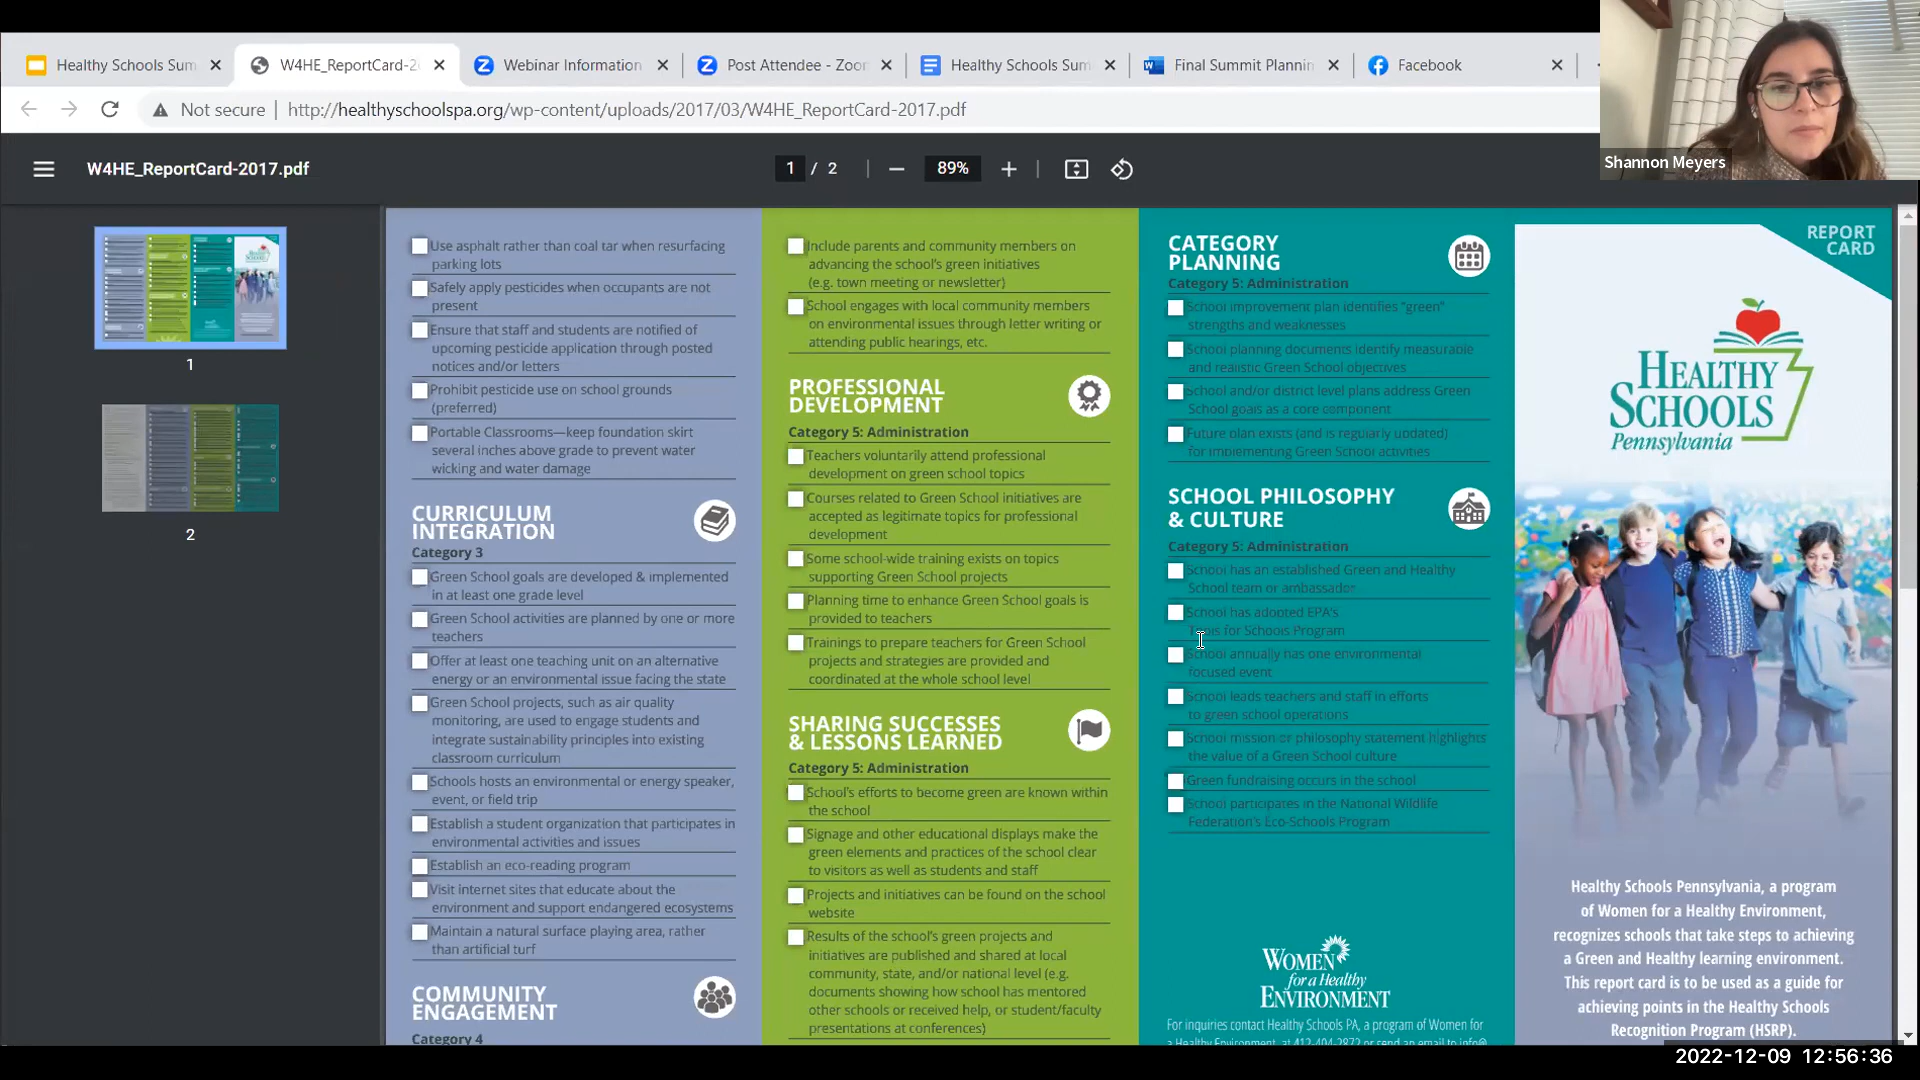 Healthy Schools Sum
W4HE_ReportCard-2
Webinar Information
Post Attendee - Zoom
Healthy Schools Sum
Final Summit Plannin
Facebook
Not secure
http://healthyschoolspa.org/wp-content/uploads/2017/03/W4HE_ReportCard-2017.pdf
Shannon Meyers
W4HE_ReportCard-2017.pdf
1 / 2
89%
1
2
Use asphalt rather than coal tar when resurfacing
parking lots
Safely apply pesticides when occupants are not
present
Ensure that staff and students are notified of
upcoming pesticide application through posted
notices and/or letters
Prohibit pesticide use on school grounds
(preferred)
Portable Classrooms—keep foundation skirt
several inches above grade to prevent water
wicking and water damage
CURRICULUM
INTEGRATION
Category 3
Green School goals are developed & implemented
in at least one grade level
Green School activities are planned by one or more
teachers
Offer at least one teaching unit on an alternative
energy or an environmental issue facing the state
Green School projects, such as air quality
monitoring, are used to engage students and
integrate sustainability principles into existing
classroom curriculum
Schools hosts an environmental or energy speaker,
event, or field trip
Establish a student organization that participates in
environmental activities and issues
Establish an eco-reading program
Visit internet sites that educate about the
environment and support endangered ecosystems
Maintain a natural surface playing area, rather
than artificial turf
COMMUNITY
ENGAGEMENT
Category 4
Include parents and community members on
advancing the school's green initiatives
(e.g. town meeting or newsletter)
School engages with local community members
on environmental issues through letter writing or
attending public hearings, etc.
PROFESSIONAL
DEVELOPMENT
Category 5: Administration
Teachers voluntarily attend professional
development on green school topics
Courses related to Green School initiatives are
accepted as legitimate topics for professional
development
Some school-wide training exists on topics
supporting Green School projects
Planning time to enhance Green School goals is
provided to teachers
Trainings to prepare teachers for Green School
projects and strategies are provided and
coordinated at the whole school level
SHARING SUCCESSES
& LESSONS LEARNED
Category 5: Administration
School's efforts to become green are known within
the school
Signage and other educational displays make the
green elements and practices of the school clear
to visitors as well as students and staff
Projects and initiatives can be found on the school
website
Results of the school's green projects and
initiatives are published and shared at local
community, state, and/or national level (e.g.
documents showing how school has mentored
other schools or received help, or student/faculty
presentations at conferences)
CATEGORY
PLANNING
Category 5: Administration
School improvement plan identifies "green"
strengths and weaknesses
School planning documents identify measurable
and realistic Green School objectives
School and/or district level plans address Green
School goals as a core component
Future plan exists (and is regularly updated)
for implementing Green School activities
SCHOOL PHILOSOPHY
& CULTURE
Category 5: Administration
School has an established Green and Healthy
School team or ambassador
School has adopted EPA's
Tools for Schools Program
School annually has one environmental
focused event
School leads teachers and staff in efforts
to green school operations
School mission or philosophy statement highlights
the value of a Green School culture
Green fundraising occurs in the school
School participates in the National Wildlife
Federation's Eco-Schools Program
WOMEN
for a Healthy
ENVIRONMENT
For inquiries contact Healthy Schools PA, a program of Women for
a Healthy Environment, at 412-404-2872 or send an email to info@
REPORT
CARD
HEALTHY
SCHOOLS
Pennsylvania
Healthy Schools Pennsylvania, a program
of Women for a Healthy Environment,
recognizes schools that take steps to achieving
a Green and Healthy learning environment.
This report card is to be used as a guide for
achieving points in the Healthy Schools
Recognition Program (HSRP).
2022-12-09 12:56:36